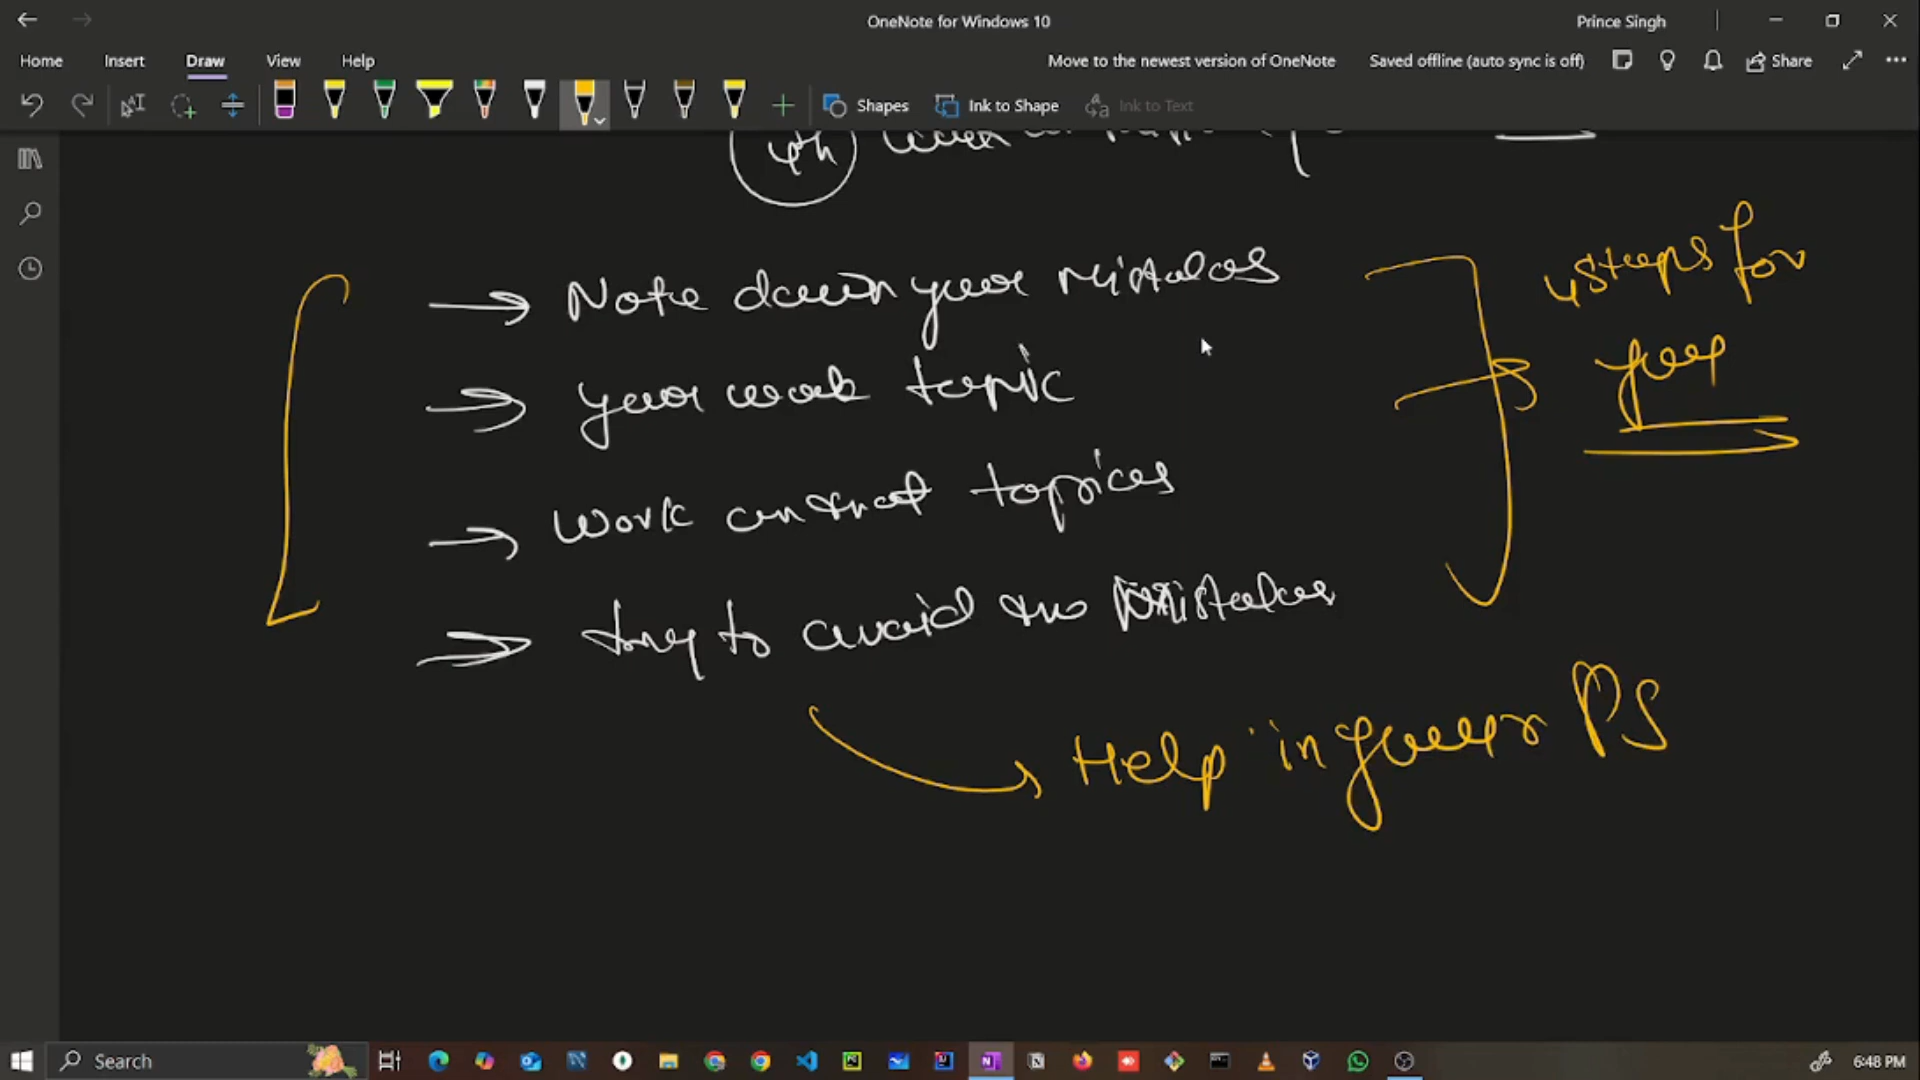 OneNote for Windows 10
Prince Singh
Home Insert Draw View Help
Move to the newest version of OneNote Saved offline (auto sync is off) Share
Shapes Ink to Shape Ink to Text
4th week
→ Note down your mistakes
→ your weak topic
→ work on that topices
→ try to avoid the Mistakes
4 steps for
you
Help in your PS
Search
6:48 PM